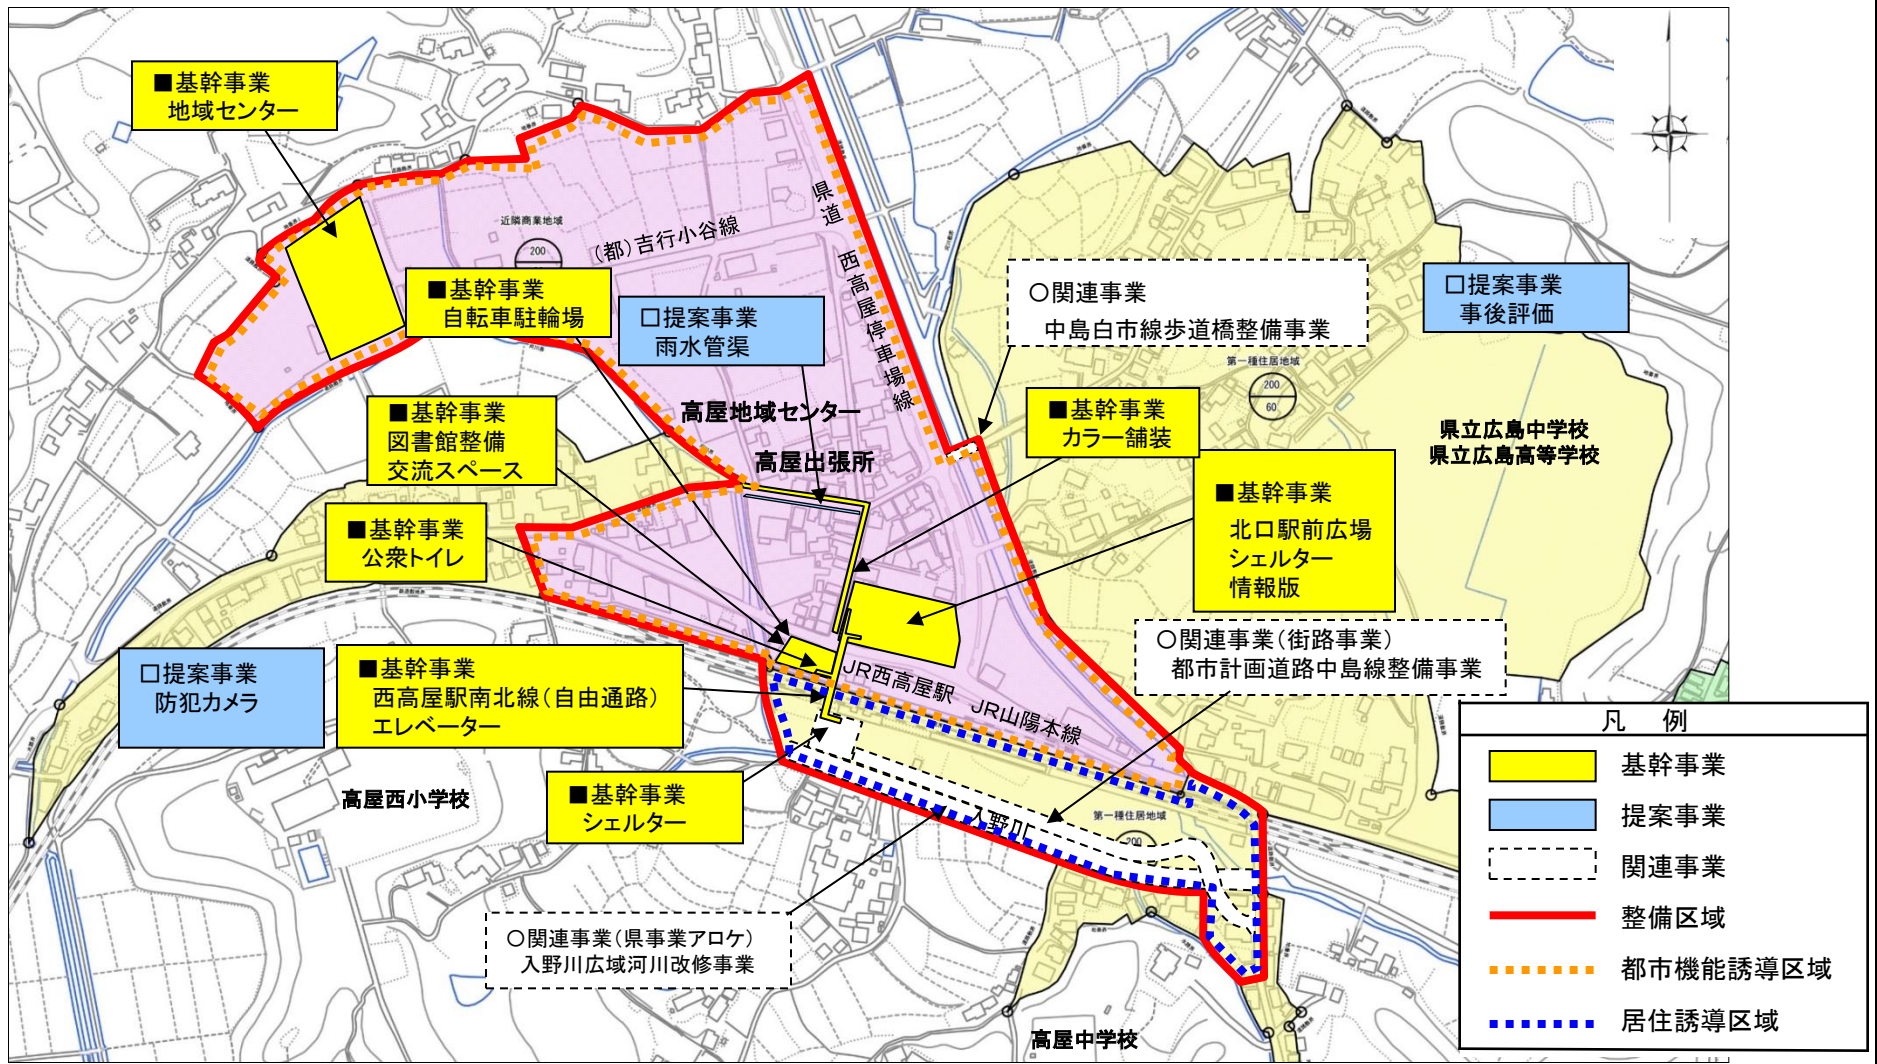 ■基幹事業
地域センター
近隣商業地域
200
(都)吉行小谷線
県道 西高屋停車場線
■基幹事業
自転車駐輪場
□提案事業
雨水管渠
○関連事業
中島白市線歩道橋整備事業
□提案事業
事後評価
第一種住居地域
200
60
■基幹事業
図書館整備
交流スペース
高屋地域センター
高屋出張所
■基幹事業
カラー舗装
県立広島中学校
県立広島高等学校
■基幹事業
北口駅前広場
シェルター
情報版
■基幹事業
公衆トイレ
○関連事業(街路事業)
都市計画道路中島線整備事業
□提案事業
防犯カメラ
■基幹事業
西高屋駅南北線(自由通路)
エレベーター
JR西高屋駅
JR山陽本線
高屋西小学校
■基幹事業
シェルター
入野川
第一種住居地域
200
○関連事業(県事業アロケ)
入野川広域河川改修事業
高屋中学校
凡 例
基幹事業
提案事業
関連事業
整備区域
都市機能誘導区域
居住誘導区域